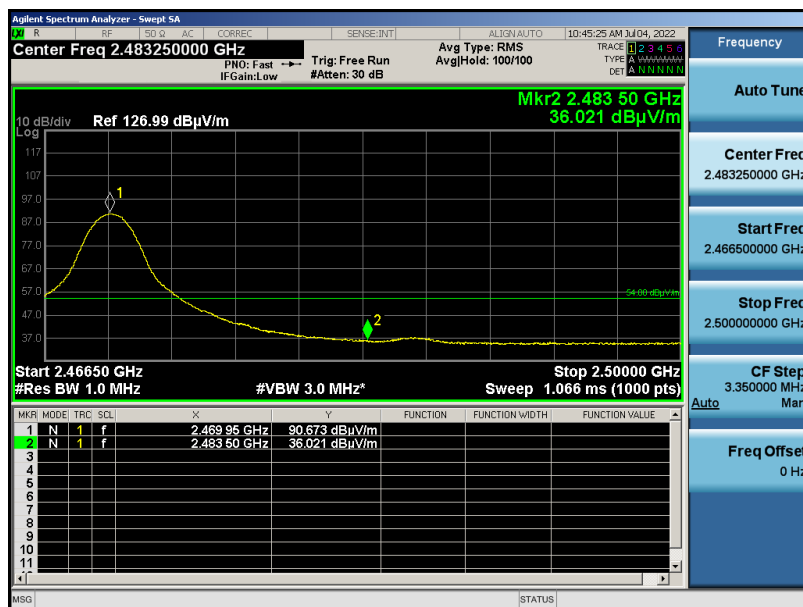 Agilent Spectrum Analyzer - Swept SA
LXI R RF 50 Ω AC CORREC SENSE:INT ALIGN AUTO 10:45:25 AM Jul 04, 2022
Center Freq 2.483250000 GHz
PNO: Fast
IFGain:Low
Trig: Free Run
#Atten: 30 dB
Avg Type: RMS
Avg|Hold: 100/100
TRACE 1 2 3 4 5 6
TYPE A WWWWW
DET A N N N N N
Mkr2 2.483 50 GHz
36.021 dBμV/m
10 dB/div Ref 126.99 dBμV/m
Log
117
107
97.0
87.0
77.0
67.0
57.0
47.0
37.0
1
2
54.00 dBμV/m
Start 2.46650 GHz Stop 2.50000 GHz
#Res BW 1.0 MHz #VBW 3.0 MHz* Sweep 1.066 ms (1000 pts)
MKR MODE TRC SCL X Y FUNCTION FUNCTION WIDTH FUNCTION VALUE
1 N 1 f 2.469 95 GHz 90.673 dBμV/m
2 N 1 f 2.483 50 GHz 36.021 dBμV/m
3
4
5
6
7
8
9
10
11
MSG STATUS
Frequency
Auto Tune
Center Freq
2.483250000 GHz
Start Freq
2.466500000 GHz
Stop Freq
2.500000000 GHz
CF Step
3.350000 MHz
Auto Man
Freq Offset
0 Hz